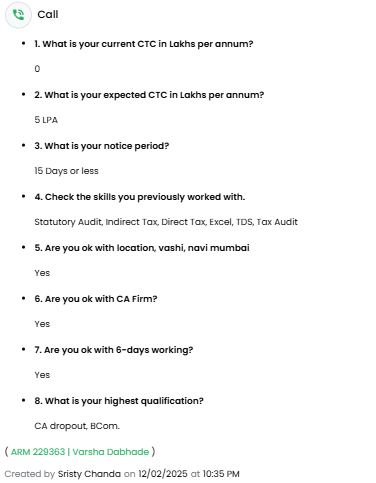 Call
• 1. What is your current CTC in Lakhs per annum?
0
• 2. What is your expected CTC in Lakhs per annum?
5 LPA
• 3. What is your notice period?
15 Days or less
• 4. Check the skills you previously worked with.
Statutory Audit, Indirect Tax, Direct Tax, Excel, TDS, Tax Audit
• 5. Are you ok with location, vashi, navi mumbai
Yes
• 6. Are you ok with CA Firm?
Yes
• 7. Are you ok with 6-days working?
Yes
• 8. What is your highest qualification?
CA dropout, BCom.
( ARM 229363 | Varsha Dabhade )
Created by Sristy Chanda on 12/02/2025 at 10:35 PM